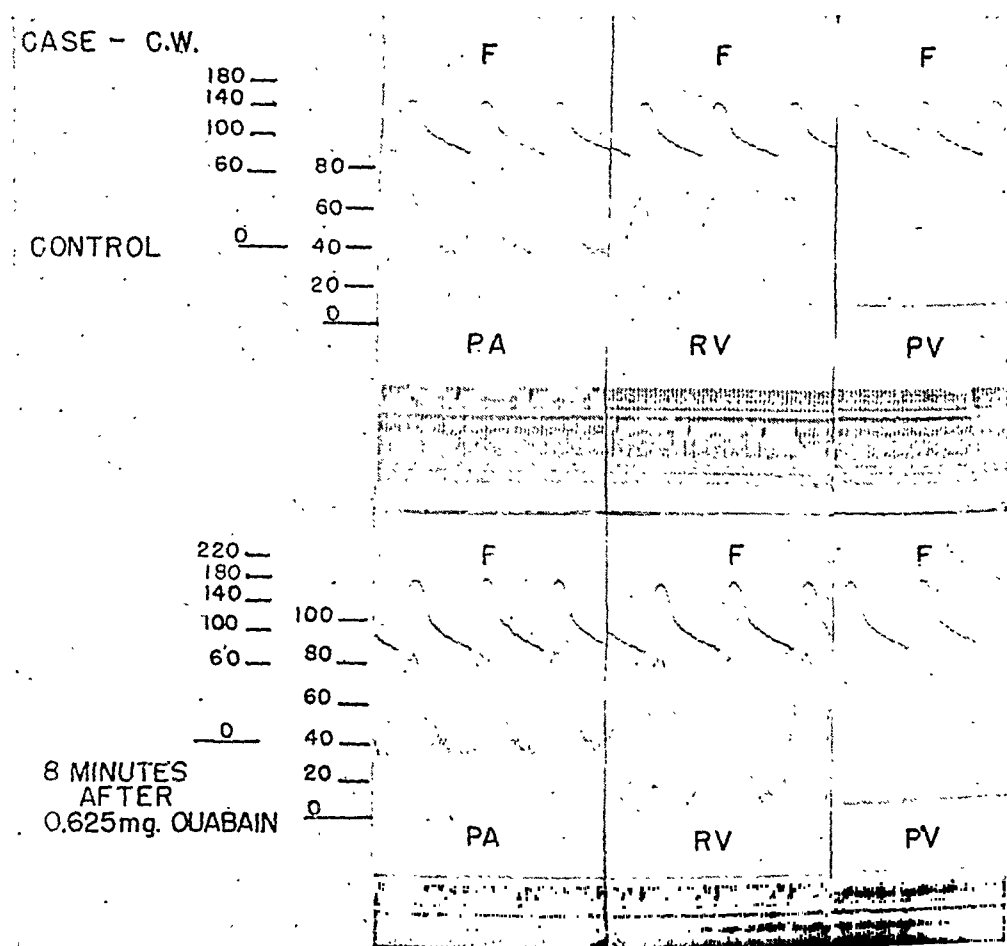 CASE - C.W.
F F F
180
140
100
60
80
60
0
40
20
0
CONTROL
PA RV PV
F F F
220
180
140
100
60
100
80
60
0
40
20
0
8 MINUTES
AFTER
0.625mg. OUABAIN
PA RV PV